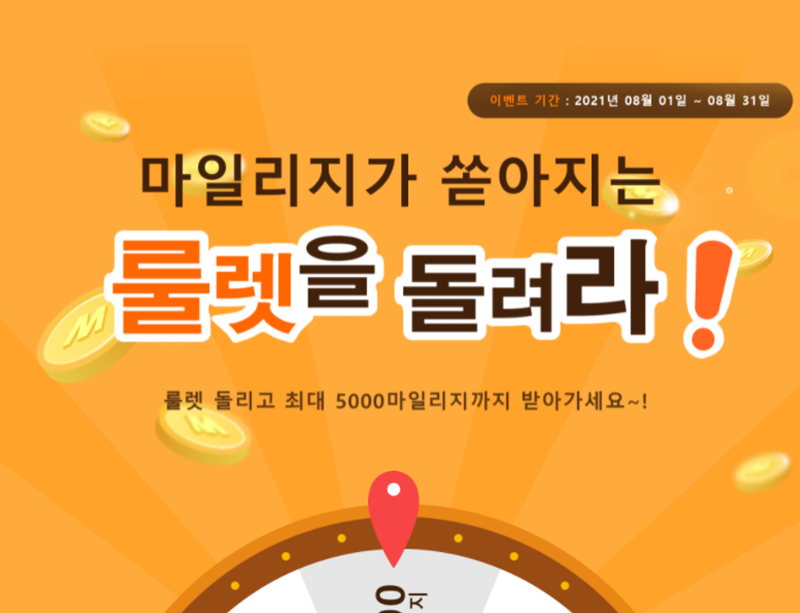 이벤트 기간 : 2021년 08월 01일 ~ 08월 31일
마일리지가 쏟아지는
룰렛을 돌려라!
룰렛 돌리고 최대 5000마일리지까지 받아가세요~!